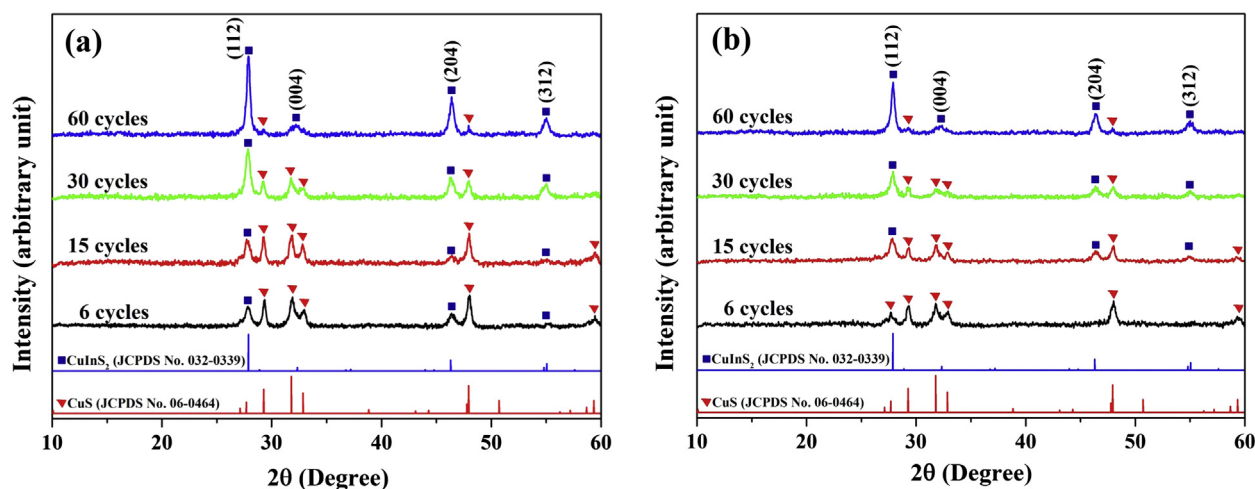 (a)
(112)
(004)
(204)
(312)
60 cycles
30 cycles
15 cycles
6 cycles
CuInS₂ (JCPDS No. 032-0339)
CuS (JCPDS No. 06-0464)
Intensity (arbitrary unit)
10 20 30 40 50 60
2θ (Degree)
(b)
(112)
(004)
(204)
(312)
60 cycles
30 cycles
15 cycles
6 cycles
CuInS₂ (JCPDS No. 032-0339)
CuS (JCPDS No. 06-0464)
Intensity (arbitrary unit)
10 20 30 40 50 60
2θ (Degree)